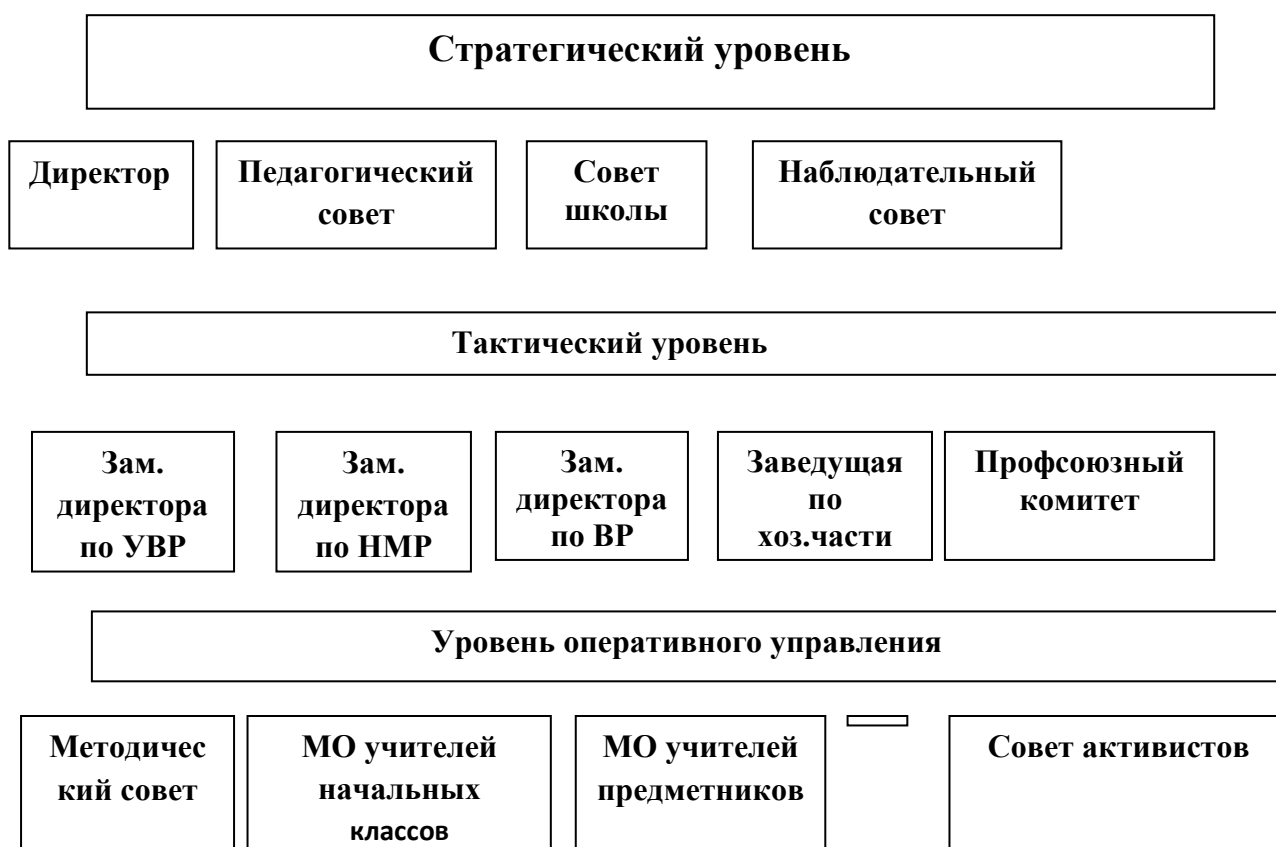 Стратегический уровень
Директор
Педагогический
совет
Совет
школы
Наблюдательный
совет
Тактический уровень
Зам.
директора
по УВР
Зам.
директора
по НМР
Зам.
директора
по ВР
Заведущая
по
хоз.части
Профсоюзный
комитет
Уровень оперативного управления
Методичес
кий совет
МО учителей
начальных
классов
МО учителей
предметников
Совет активистов